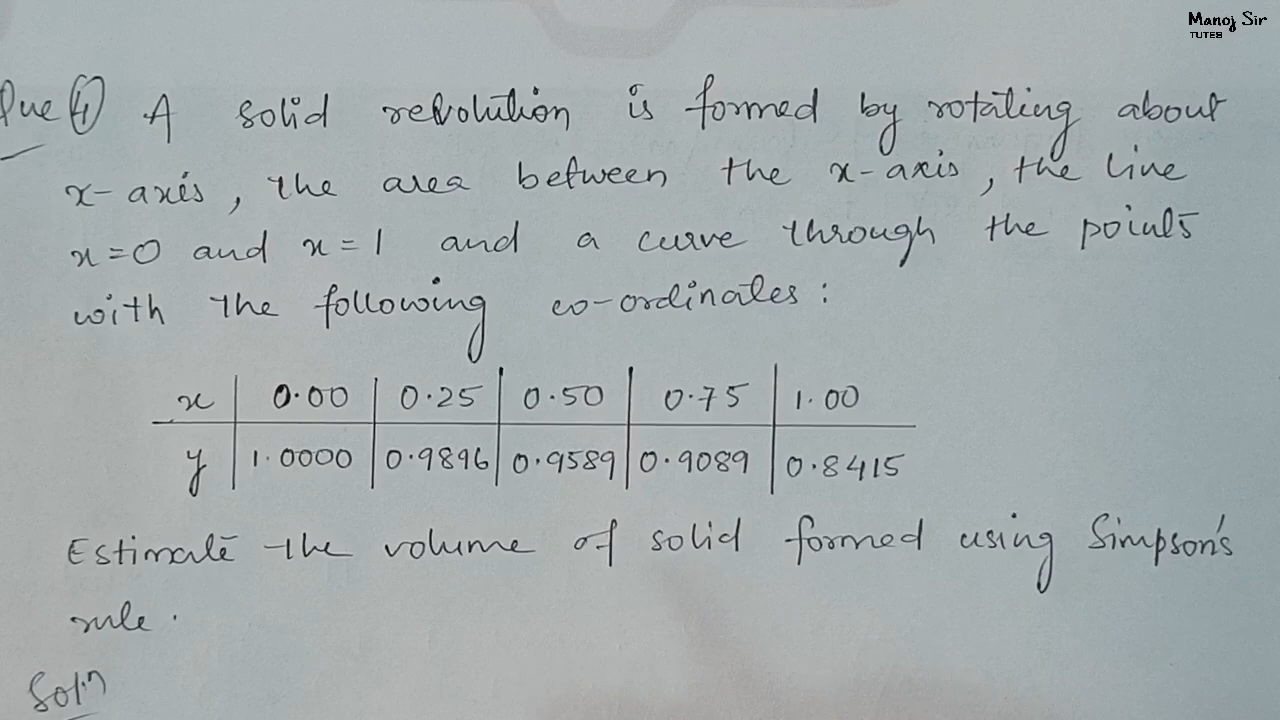 Manoj Sir
TUTES
Que ④ A solid revolution is formed by rotating about
x-axis, the area between the x-axis, the line
x=0 and x=1 and a curve through the points
with the following co-ordinates:
x | 0.00 | 0.25 | 0.50 | 0.75 | 1.00
y | 1.0000 | 0.9896 | 0.9589 | 0.9089 | 0.8415
Estimate the volume of solid formed using Simpson's
rule.
Sol:n